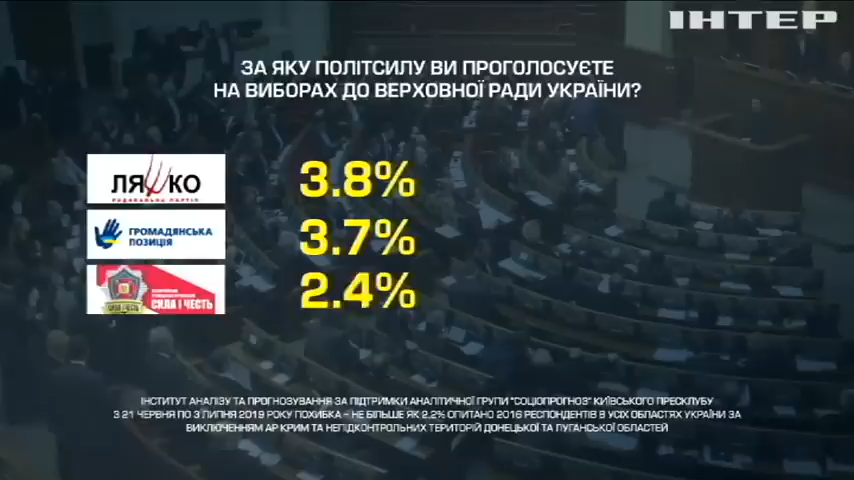 ІНТЕР
ЗА ЯКУ ПОЛІТСИЛУ ВИ ПРОГОЛОСУЄТЕ
НА ВИБОРАХ ДО ВЕРХОВНОЇ РАДИ УКРАЇНИ?
ЛЯШКО
РАДИКАЛЬНА ПАРТІЯ
3.8%
ГРОМАДЯНСЬКА
ПОЗИЦІЯ
3.7%
СИЛА І ЧЕСТЬ
СИЛА І ЧЕСТЬ
2.4%
ІНСТИТУТ АНАЛІЗУ ТА ПРОГНОЗУВАННЯ ЗА ПІДТРИМКИ АНАЛІТИЧНОЇ ГРУПИ "СОЦІОПРОГНОЗ" КИЇВСЬКОГО ПРЕСКЛУБУ
З 21 ЧЕРВНЯ ПО 3 ЛИПНЯ 2019 РОКУ ПОХИБКА – НЕ БІЛЬШЕ ЯК 2,2% ОПИТАНО 2016 РЕСПОНДЕНТІВ В УСІХ ОБЛАСТЯХ УКРАЇНИ ЗА
ВИКЛЮЧЕННЯМ АР КРИМ ТА НЕПІДКОНТРОЛЬНИХ ТЕРИТОРІЙ ДОНЕЦЬКОЇ ТА ЛУГАНСЬКОЇ ОБЛАСТЕЙ